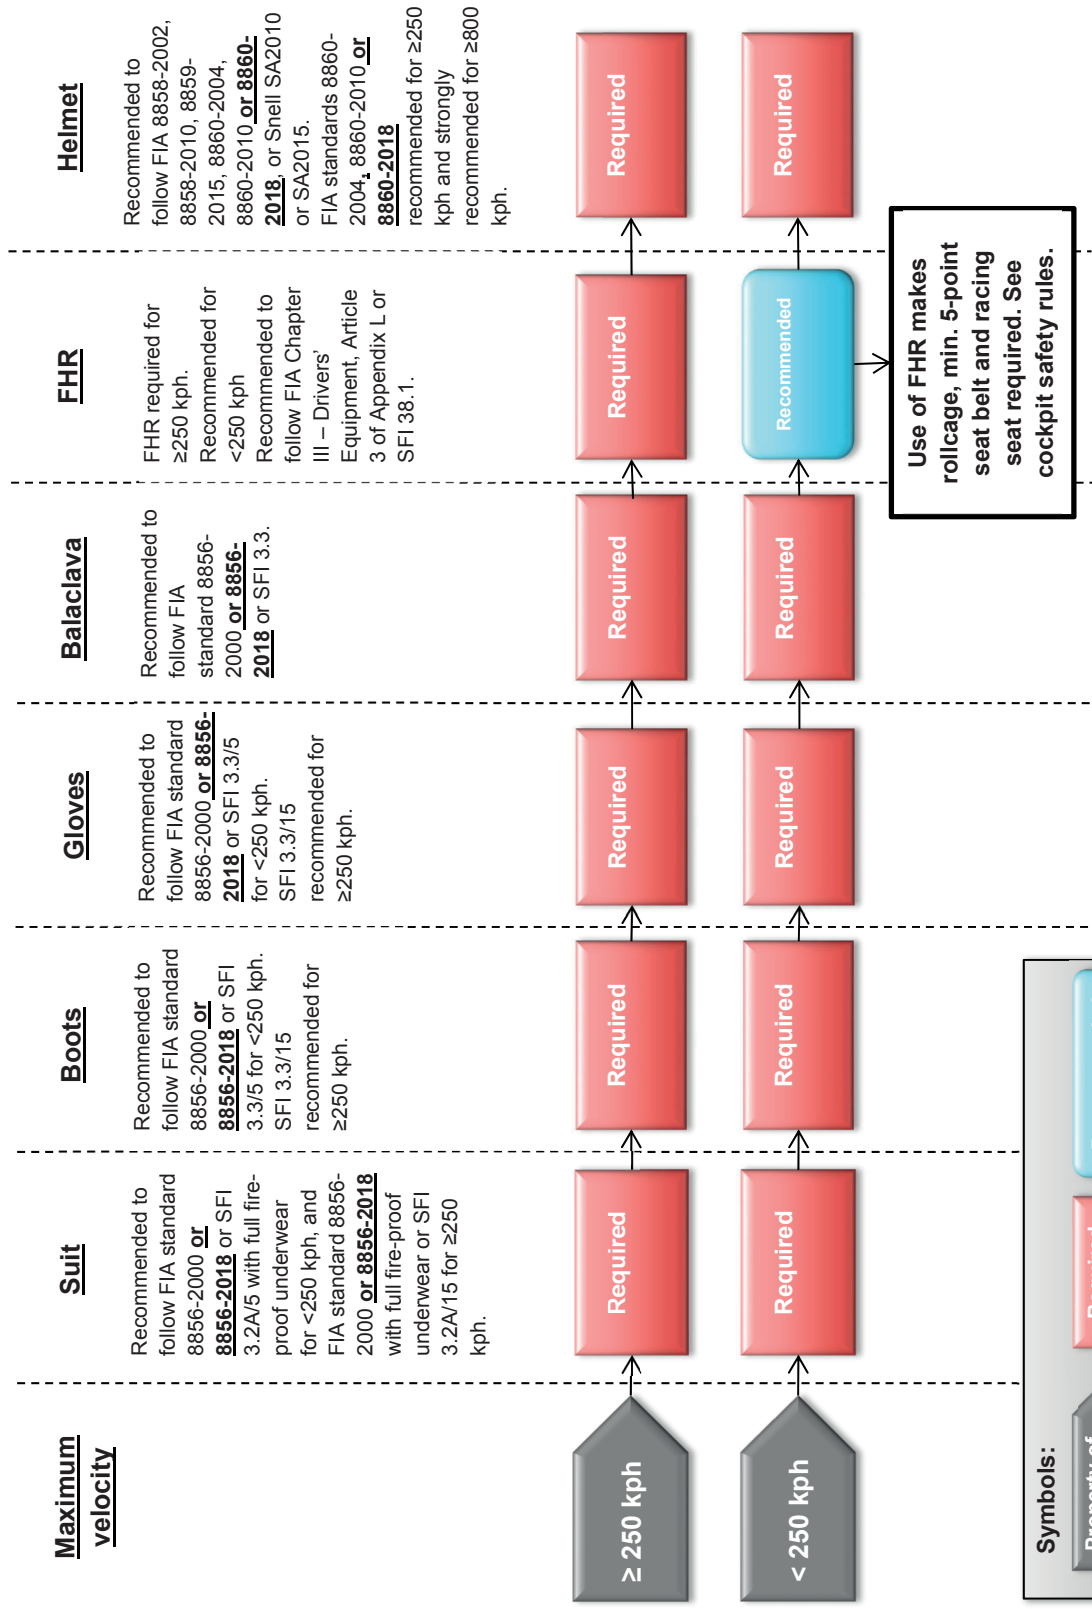 Maximum
velocity
Suit
Recommended to
follow FIA standard
8856-2000 or
8856-2018 or SFI
3.2A/5 with full fire-
proof underwear
for <250 kph, and
FIA standard 8856-
2000 or 8856-2018
with full fire-proof
underwear or SFI
3.2A/15 for ≥250
kph.
Boots
Recommended to
follow FIA standard
8856-2000 or
8856-2018 or SFI
3.3/5 for <250 kph.
SFI 3.3/15
recommended for
≥250 kph.
Gloves
Recommended to
follow FIA standard
8856-2000 or 8856-
2018 or SFI 3.3/5
for <250 kph.
SFI 3.3/15
recommended for
≥250 kph.
Balaclava
Recommended to
follow FIA
standard 8856-
2000 or 8856-
2018 or SFI 3.3.
FHR
FHR required for
≥250 kph.
Recommended for
<250 kph
Recommended to
follow FIA Chapter
III – Drivers'
Equipment, Article
3 of Appendix L or
SFI 38.1.
Helmet
Recommended to
follow FIA 8858-2002,
8858-2010, 8859-
2015, 8860-2004,
8860-2010 or 8860-
2018, or Snell SA2010
or SA2015.
FIA standards 8860-
2004, 8860-2010 or
8860-2018
recommended for ≥250
kph and strongly
recommended for ≥800
kph.
≥ 250 kph
Required
Required
Required
Required
Required
Required
< 250 kph
Required
Required
Required
Required
Recommended
Required
Use of FHR makes
rollcage, min. 5-point
seat belt and racing
seat required. See
cockpit safety rules.
Symbols:
Property of
Required